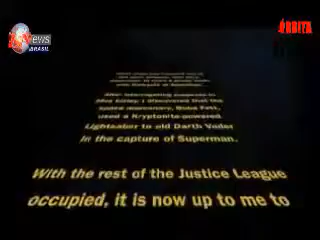 News
BRASIL
ÓRBITA
After interrogating suspects in
Mos Eisley, I discovered that the
space mercenary, Boba Fett,
used a Kryptonite-powered
Lightsaber to aid Darth Vader
in the capture of Superman.
With the rest of the Justice League
occupied, it is now up to me to